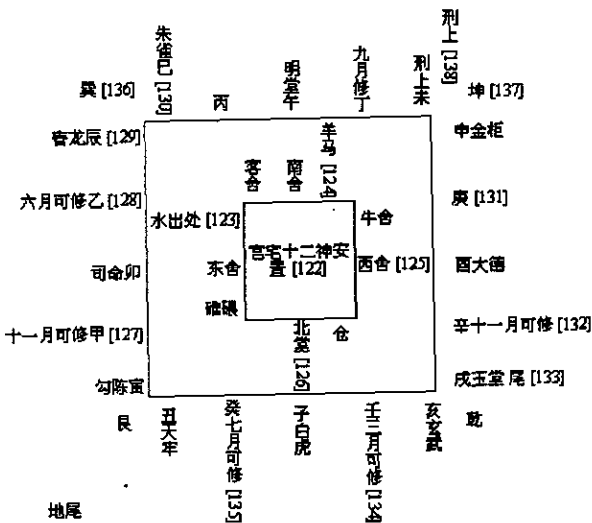 刑上 [138]
朱雀巳 [130]
丙
明堂午
九月修丁
刑上未
巽 [136]
坤 [137]
青龙辰 [129]
申金柜
羊马 [124]
客舍
南舍
六月可修乙 [128]
庚 [131]
水出处 [123]
牛舍
宫宅十二神安
置 [122]
司命卯
东舍
西舍 [125]
酉大德
碓磑
十一月可修甲 [127]
北堂 [126]
仓
辛十一月可修 [132]
勾陈寅
戌玉堂 尾 [133]
艮
丑天牢
癸七月可修 [135]
子白虎
壬三月可修 [134]
亥玄武
乾
地尾